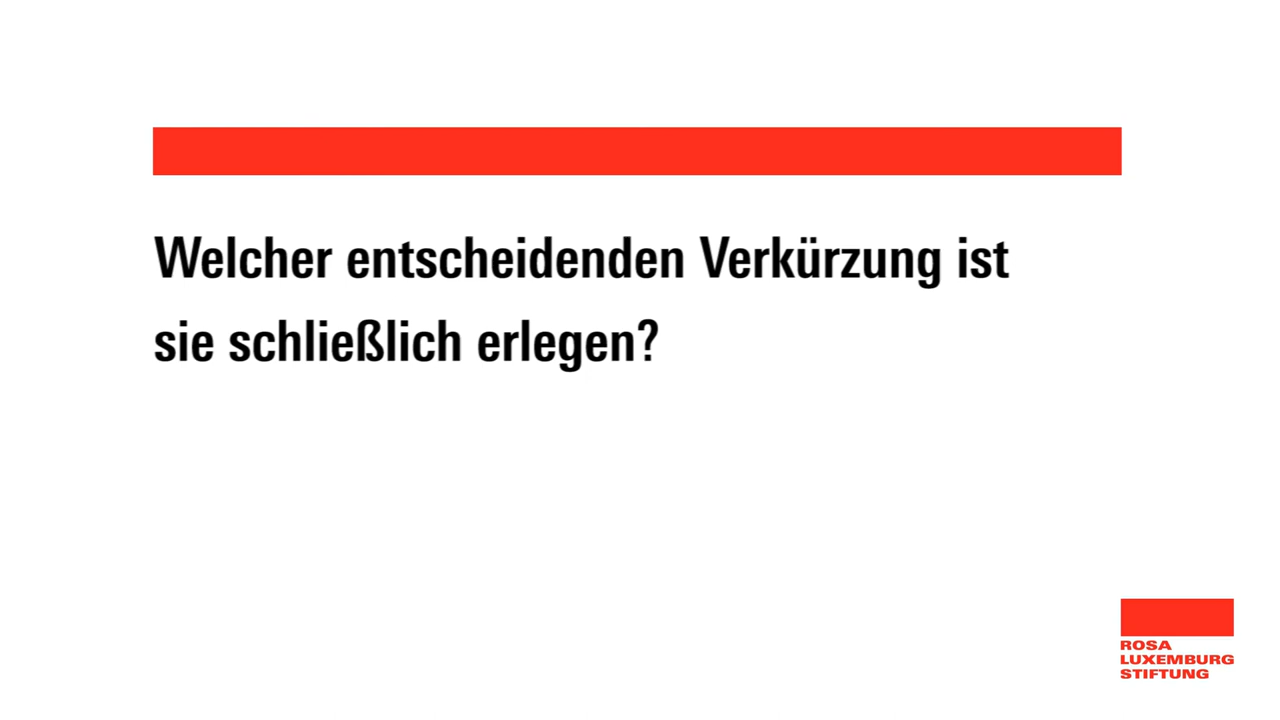 Welcher entscheidenden Verkürzung ist
sie schließlich erlegen?
ROSA
LUXEMBURG
STIFTUNG